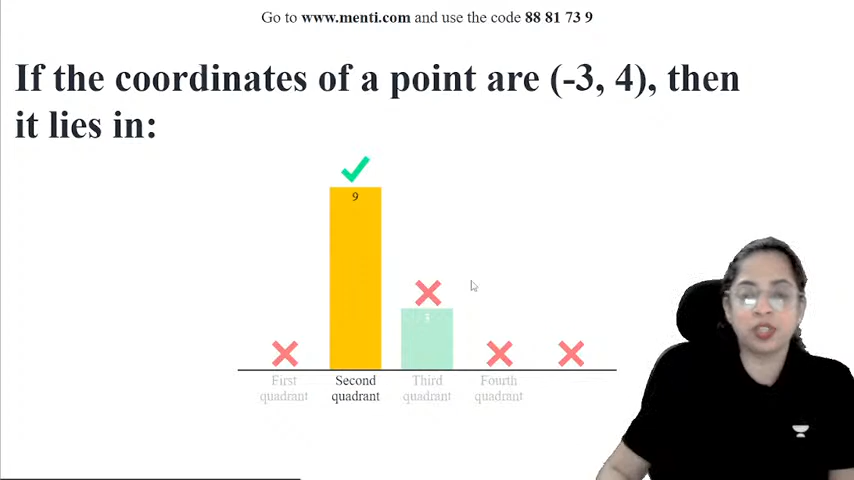 Go to www.menti.com and use the code 88 81 73 9
If the coordinates of a point are (-3, 4), then
it lies in:
9
3
First
quadrant
Second
quadrant
Third
quadrant
Fourth
quadrant